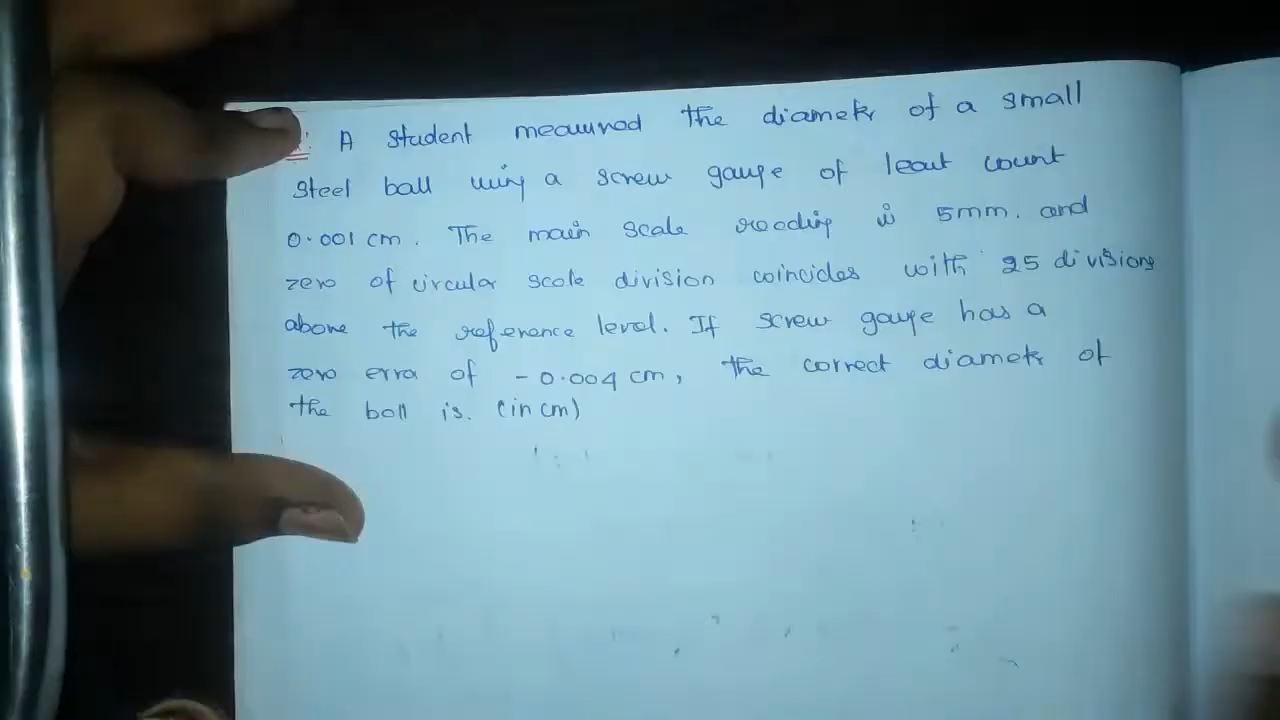 A student measured the diameter of a small
steel ball using a screw gauge of least count
0.001 cm. The main scale reading is 5mm. and
zero of circular scale division coincides with 25 divisions
above the reference level. If screw gauge has a
zero error of -0.004 cm, the correct diameter of
the ball is. (in cm)